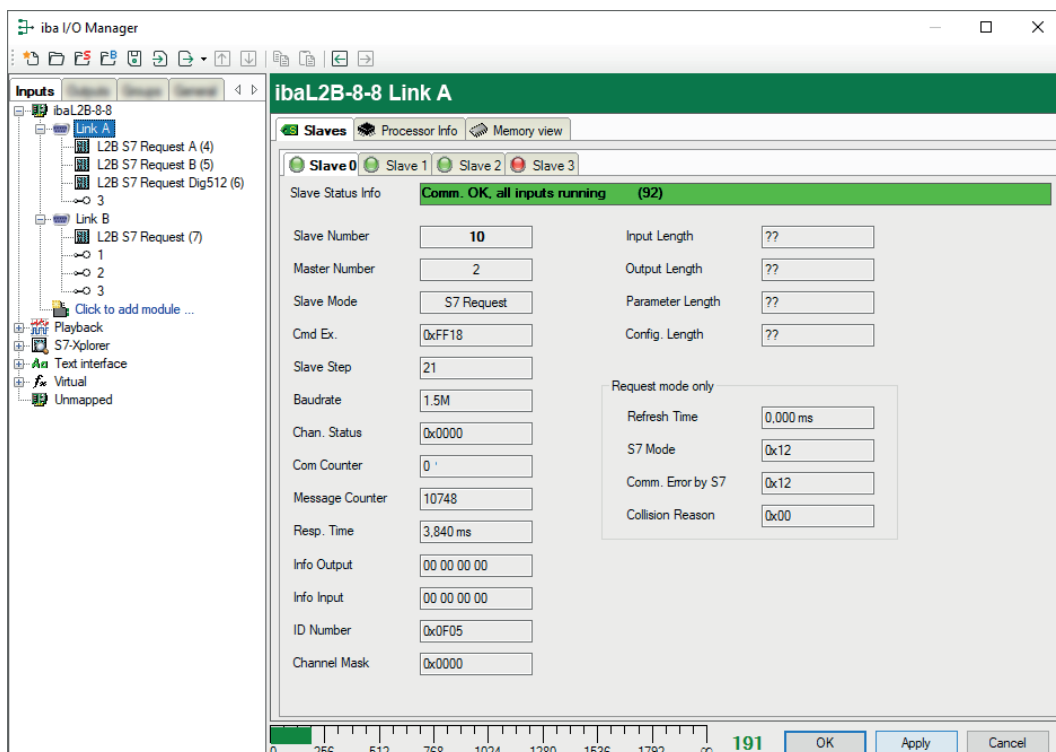 iba I/O Manager
Inputs
ibaL2B-8-8
Link A
L2B S7 Request A (4)
L2B S7 Request B (5)
L2B S7 Request Dig512 (6)
3
Link B
L2B S7 Request (7)
1
2
3
Click to add module ...
Playback
S7-Xplorer
Text interface
Virtual
Unmapped
ibaL2B-8-8 Link A
Slaves Processor Info Memory view
Slave 0 Slave 1 Slave 2 Slave 3
Slave Status Info Comm. OK, all inputs running (92)
Slave Number 10
Master Number 2
Slave Mode S7 Request
Cmd Ex. 0xFF18
Slave Step 21
Baudrate 1.5M
Chan. Status 0x0000
Com Counter 0
Message Counter 10748
Resp. Time 3,840 ms
Info Output 00 00 00 00
Info Input 00 00 00 00
ID Number 0x0F05
Channel Mask 0x0000
Input Length ??
Output Length ??
Parameter Length ??
Config. Length ??
Request mode only
Refresh Time 0,000 ms
S7 Mode 0x12
Comm. Error by S7 0x12
Collision Reason 0x00
0 256 512 768 1024 1280 1536 1792 ∞
191 OK Apply Cancel